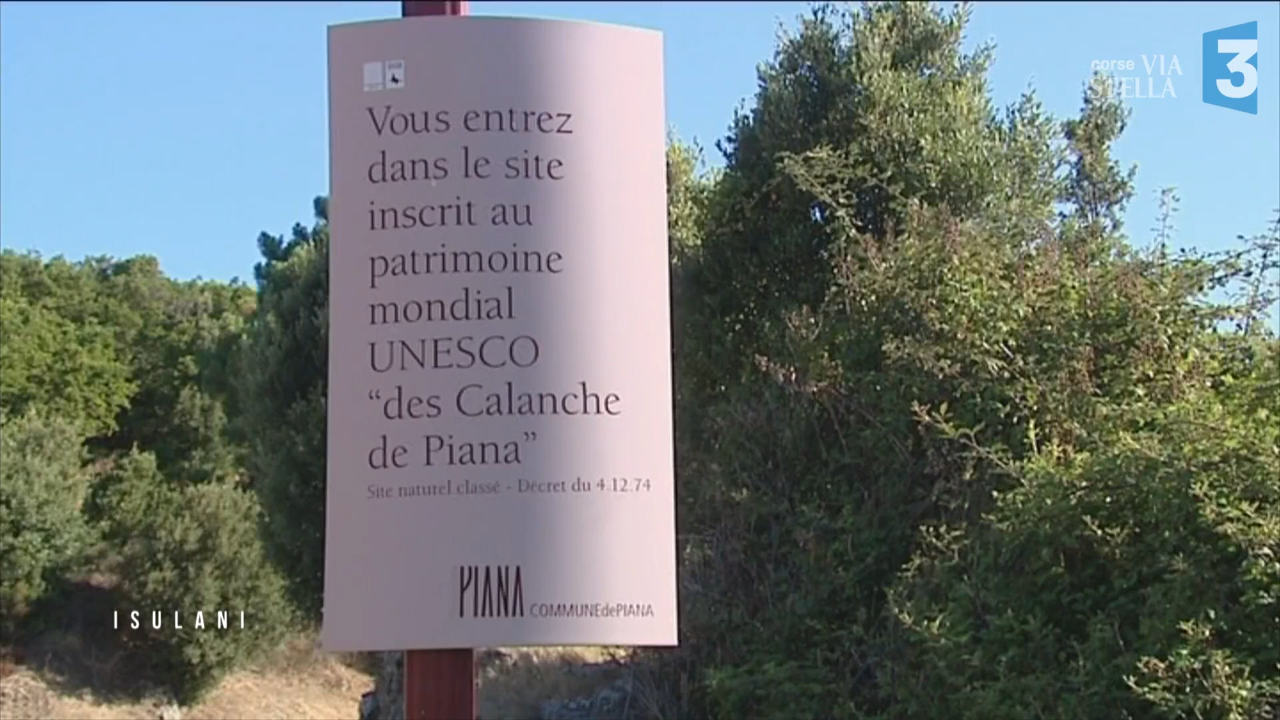 corse VIA
STELLA
3
Vous entrez
dans le site
inscrit au
patrimoine
mondial
UNESCO
“des Calanche
de Piana”
Site naturel classé - Décret du 4.12.74
PIANA COMMUNEdePIANA
ISULANI